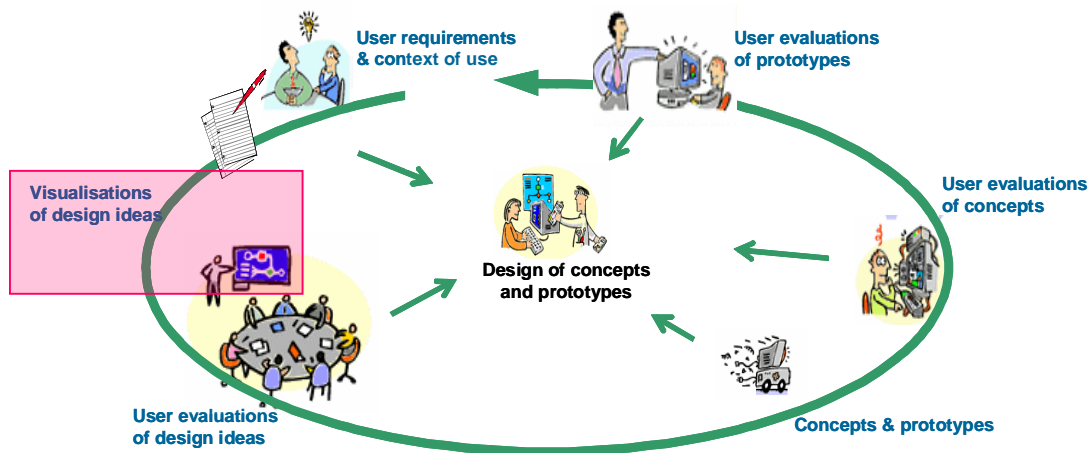 User requirements
& context of use
User evaluations
of prototypes
Visualisations
of design ideas
User evaluations
of concepts
Design of concepts
and prototypes
User evaluations
of design ideas
Concepts & prototypes